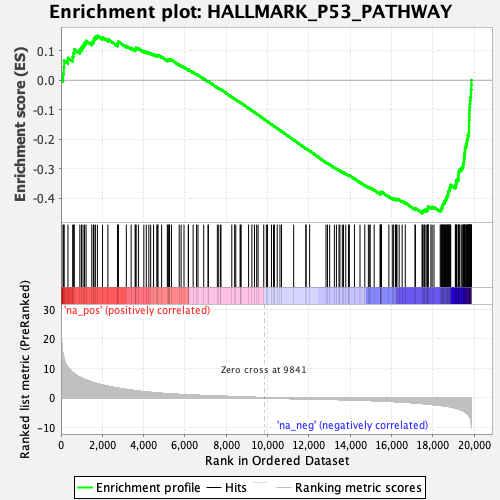 Enrichment plot: HALLMARK_P53_PATHWAY
Enrichment score (ES)
0.1
0.0
-0.1
-0.2
-0.3
-0.4
Ranked list metric (PreRanked)
30
20
10
0
-10
'na_pos' (positively correlated)
Zero cross at 9841
'na_neg' (negatively correlated)
0
2,000
4,000
6,000
8,000
10,000
12,000
14,000
16,000
18,000
20,000
Rank in Ordered Dataset
Enrichment profile
Hits
Ranking metric scores